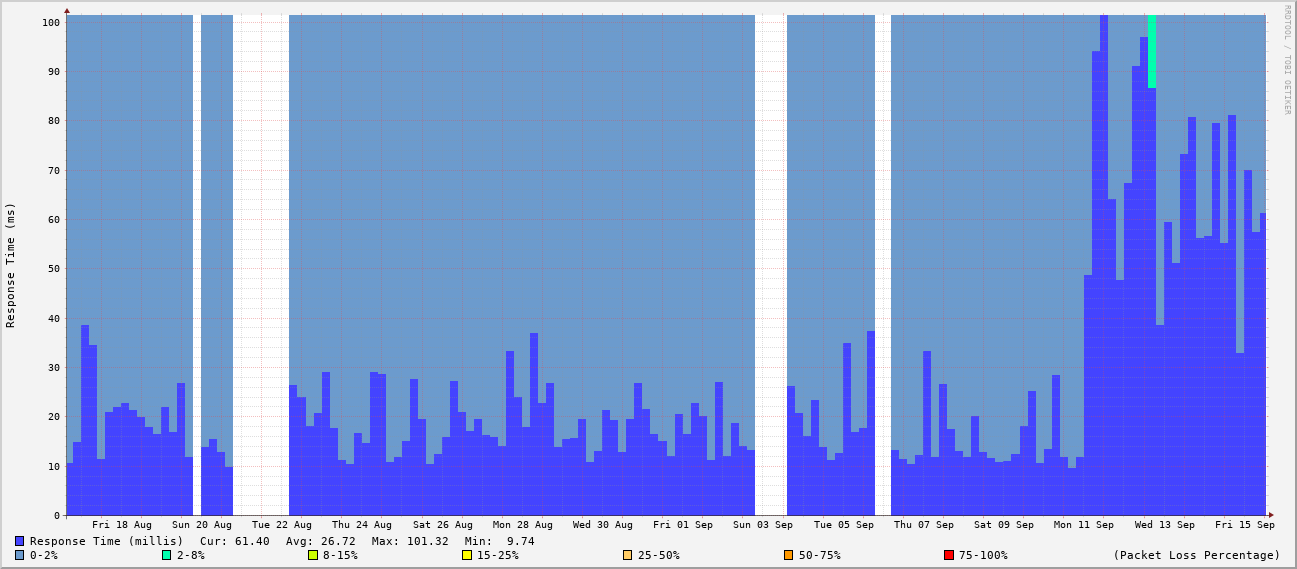 RRDTOOL / TOBI OETIKER
Response Time (ms)
100
90
80
70
60
50
40
30
20
10
0
Fri 18 Aug Sun 20 Aug Tue 22 Aug Thu 24 Aug Sat 26 Aug Mon 28 Aug Wed 30 Aug Fri 01 Sep Sun 03 Sep Tue 05 Sep Thu 07 Sep Sat 09 Sep Mon 11 Sep Wed 13 Sep Fri 15 Sep
Response Time (millis) Cur: 61.40 Avg: 26.72 Max: 101.32 Min: 9.74
0-2% 2-8% 8-15% 15-25% 25-50% 50-75% 75-100% (Packet Loss Percentage)